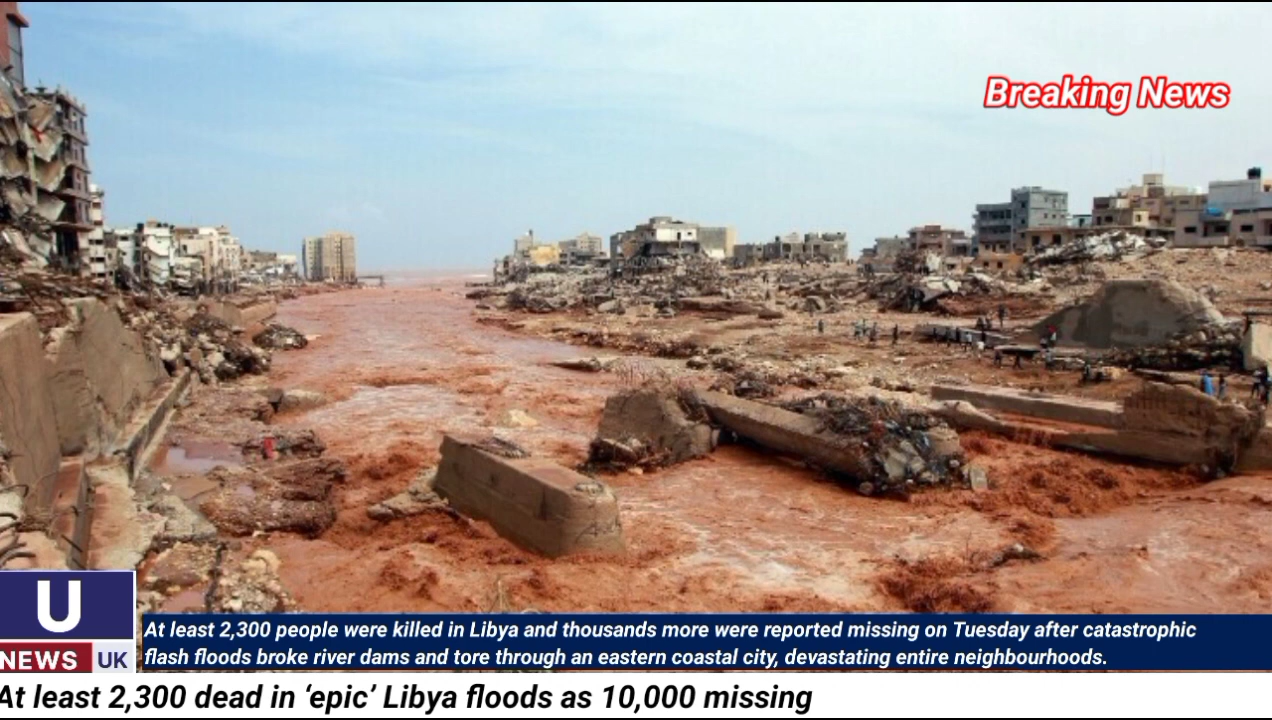 Breaking News
U
NEWS UK
At least 2,300 people were killed in Libya and thousands more were reported missing on Tuesday after catastrophic
flash floods broke river dams and tore through an eastern coastal city, devastating entire neighbourhoods.
At least 2,300 dead in ‘epic’ Libya floods as 10,000 missing